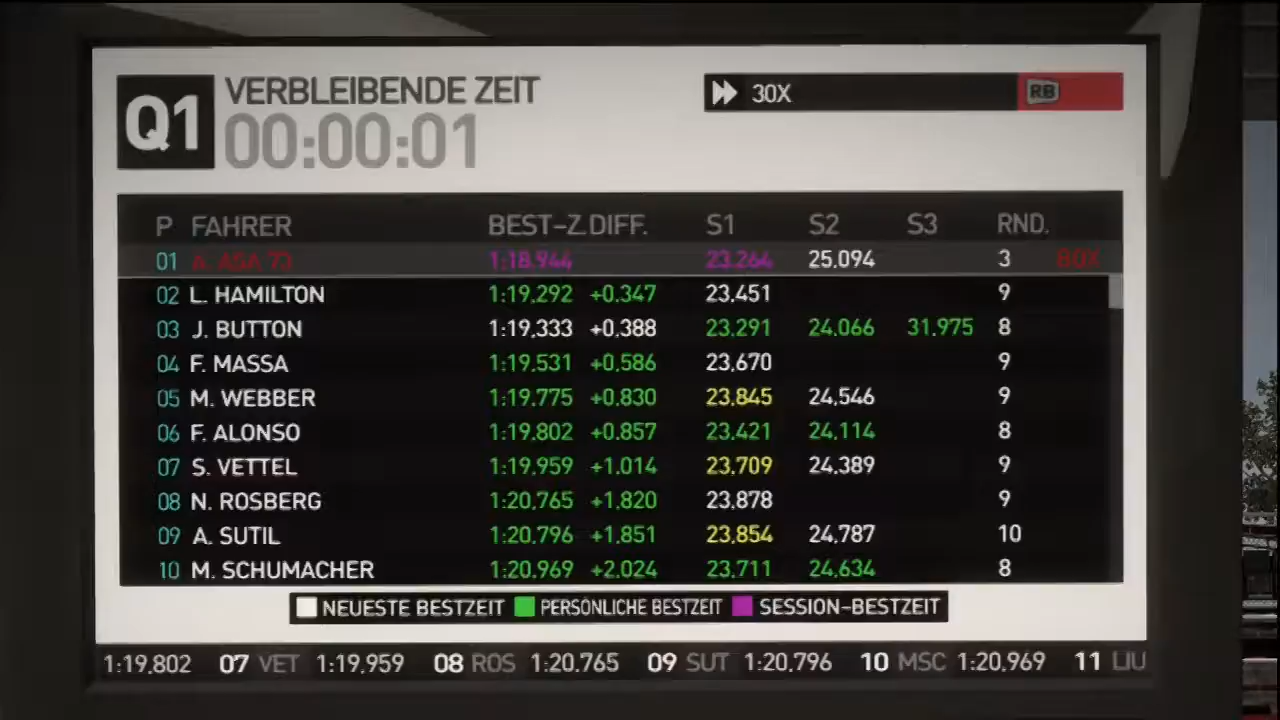 Q1 VERBLEIBENDE ZEIT
00:00:01
30X RB
P FAHRER BEST-Z. DIFF. S1 S2 S3 RND.
01 A. ASA 73 1:18.944 23.264 25.094 3 BOX
02 L. HAMILTON 1:19.292 +0.347 23.451 9
03 J. BUTTON 1:19.333 +0.388 23.291 24.066 31.975 8
04 F. MASSA 1:19.531 +0.586 23.670 9
05 M. WEBBER 1:19.775 +0.830 23.845 24.546 9
06 F. ALONSO 1:19.802 +0.857 23.421 24.114 8
07 S. VETTEL 1:19.959 +1.014 23.709 24.389 9
08 N. ROSBERG 1:20.765 +1.820 23.878 9
09 A. SUTIL 1:20.796 +1.851 23.854 24.787 10
10 M. SCHUMACHER 1:20.969 +2.024 23.711 24.634 8
NEUESTE BESTZEIT PERSÖNLICHE BESTZEIT SESSION-BESTZEIT
1:19.802 07 VET 1:19.959 08 ROS 1:20.765 09 SUT 1:20.796 10 MSC 1:20.969 11 LIU